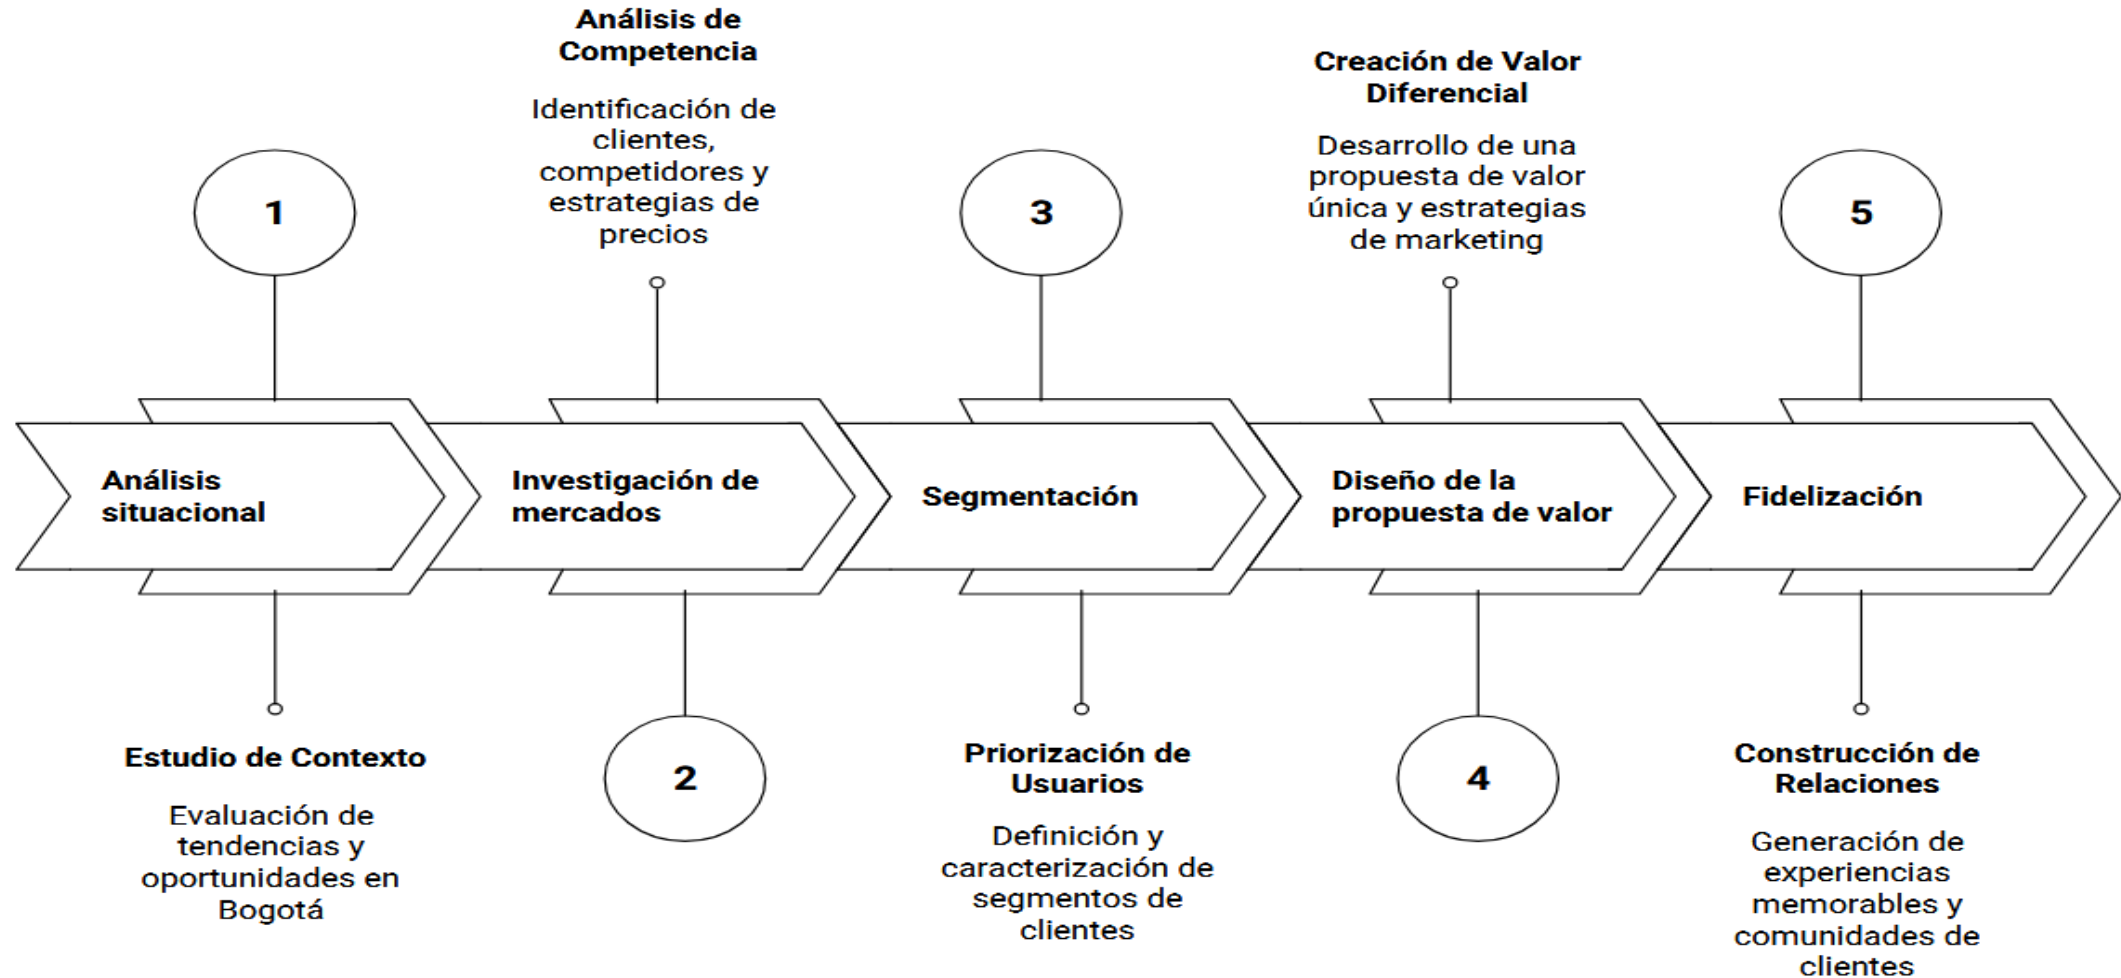 1
Análisis
situacional
Estudio de Contexto
Evaluación de
tendencias y
oportunidades en
Bogotá
Análisis de
Competencia
Identificación de
clientes,
competidores y
estrategias de
precios
Investigación de
mercados
2
3
Segmentación
Priorización de
Usuarios
Definición y
caracterización de
segmentos de
clientes
Creación de Valor
Diferencial
Desarrollo de una
propuesta de valor
única y estrategias
de marketing
Diseño de la
propuesta de valor
4
5
Fidelización
Construcción de
Relaciones
Generación de
experiencias
memorables y
comunidades de
clientes